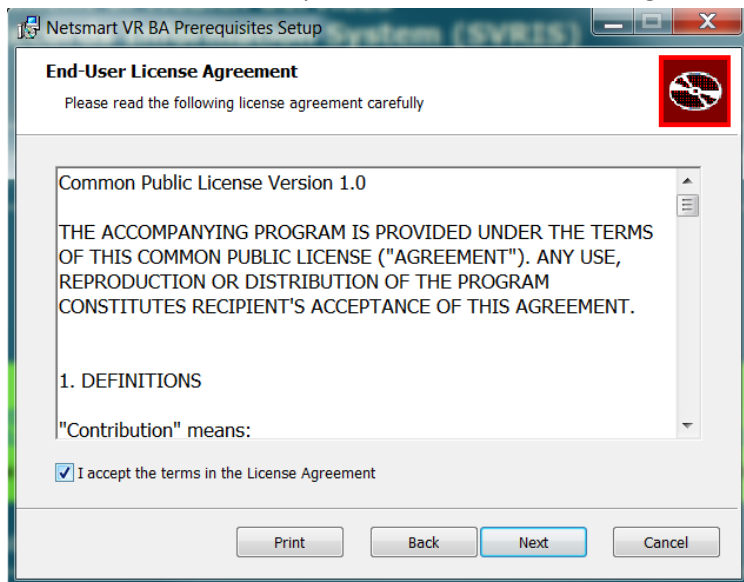 Netsmart VR BA Prerequisites Setup
System (SVRIS)
End-User License Agreement
Please read the following license agreement carefully
Common Public License Version 1.0
THE ACCOMPANYING PROGRAM IS PROVIDED UNDER THE TERMS
OF THIS COMMON PUBLIC LICENSE ("AGREEMENT"). ANY USE,
REPRODUCTION OR DISTRIBUTION OF THE PROGRAM
CONSTITUTES RECIPIENT'S ACCEPTANCE OF THIS AGREEMENT.
1. DEFINITIONS
"Contribution" means:
I accept the terms in the License Agreement
Print Back Next Cancel